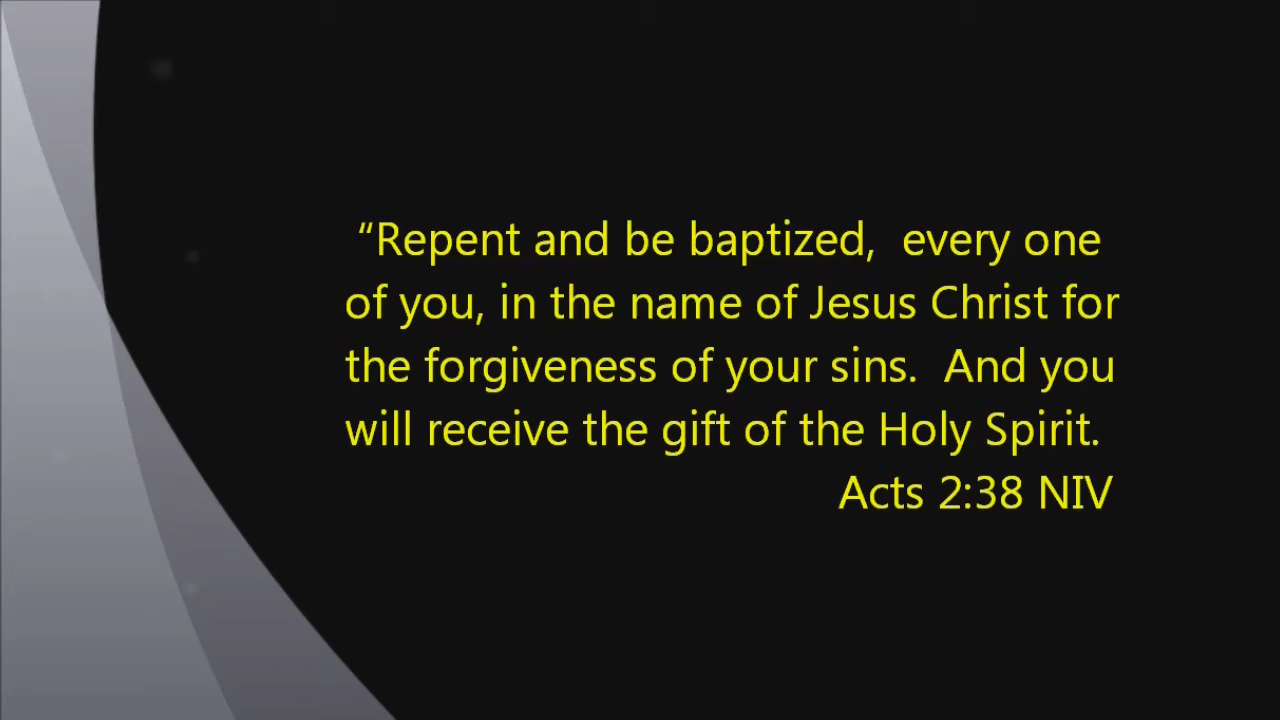 “Repent and be baptized,  every one
of you, in the name of Jesus Christ for
the forgiveness of your sins.  And you
will receive the gift of the Holy Spirit.
Acts 2:38 NIV